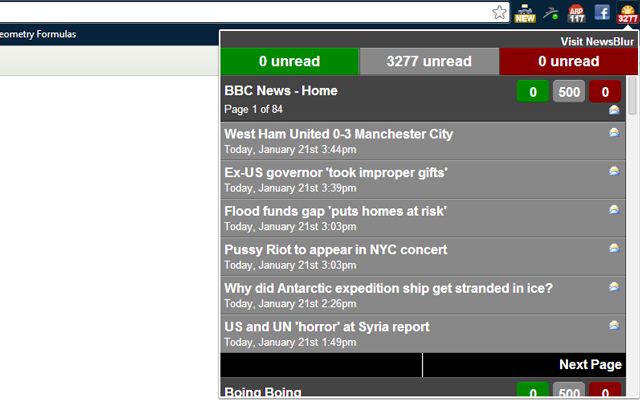 NEW
ABP
117
3277
eometry Formulas
Visit NewsBlur
0 unread
3277 unread
0 unread
BBC News - Home
0
500
0
Page 1 of 84
West Ham United 0-3 Manchester City
Today, January 21st 3:44pm
Ex-US governor 'took improper gifts'
Today, January 21st 3:39pm
Flood funds gap 'puts homes at risk'
Today, January 21st 3:03pm
Pussy Riot to appear in NYC concert
Today, January 21st 3:03pm
Why did Antarctic expedition ship get stranded in ice?
Today, January 21st 2:26pm
US and UN 'horror' at Syria report
Today, January 21st 1:49pm
Next Page
Boing Boing
0
500
0